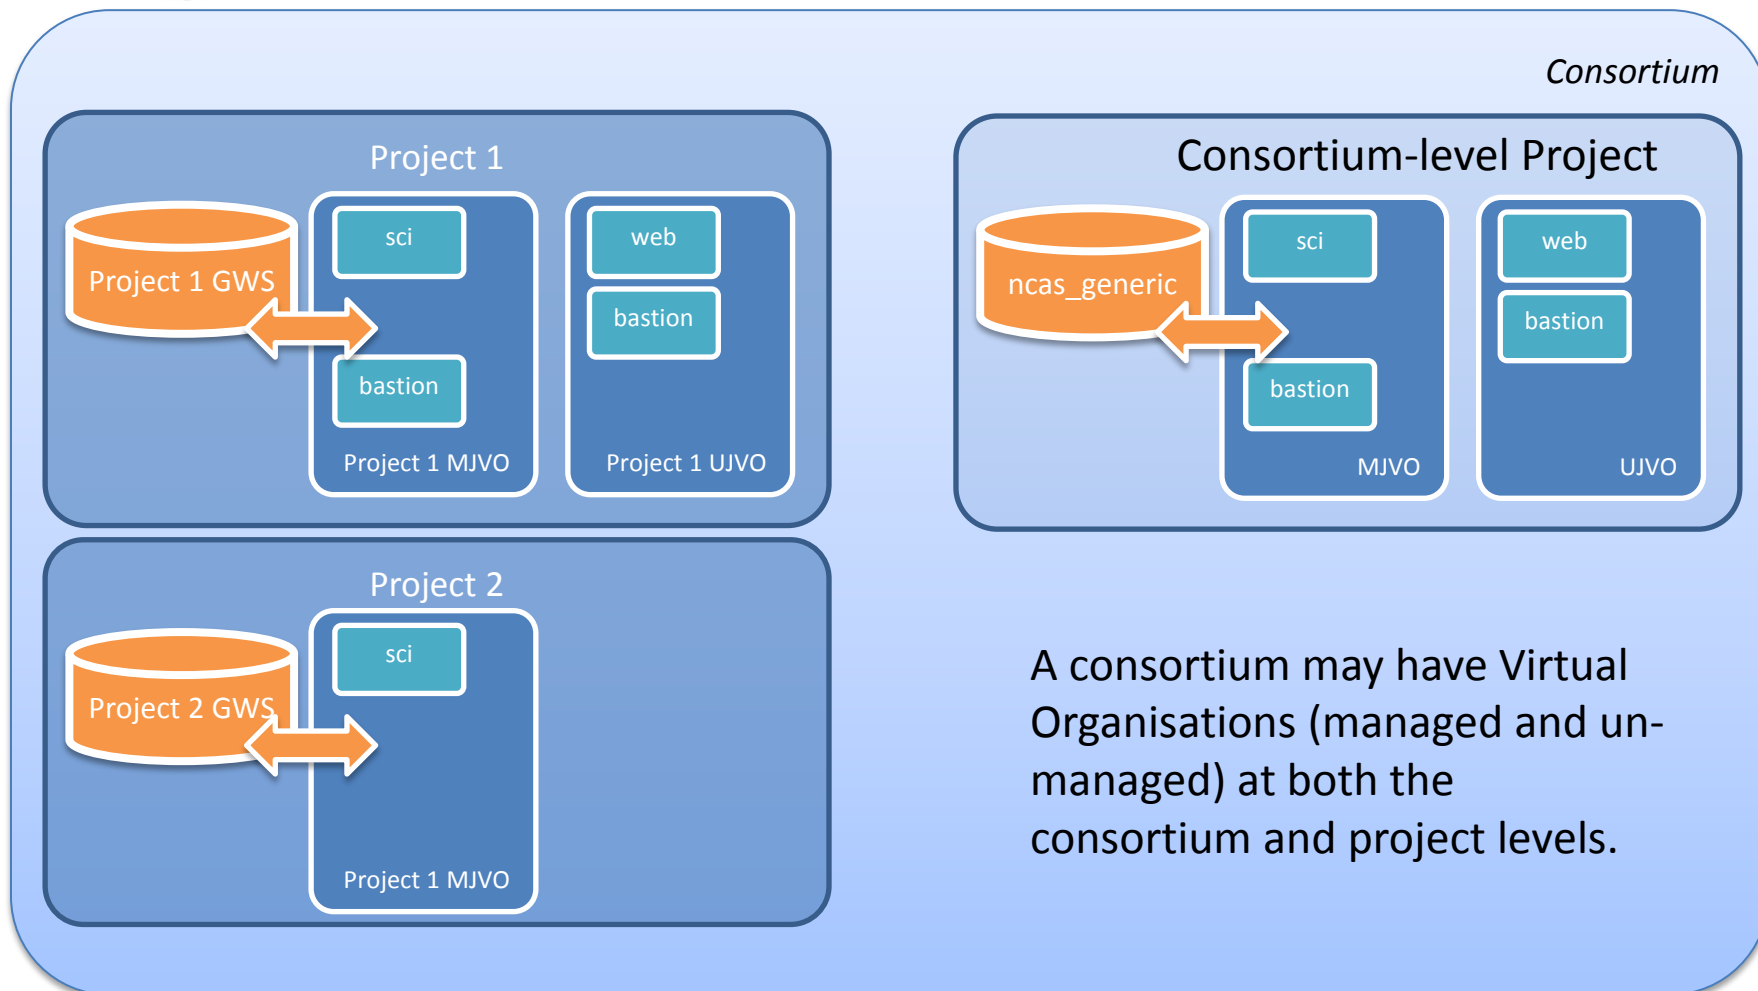 Consortium
Project 1
Project 1 GWS
sci
bastion
Project 1 MJVO
web
bastion
Project 1 UJVO
Consortium-level Project
ncas_generic
sci
bastion
MJVO
web
bastion
UJVO
Project 2
Project 2 GWS
sci
Project 1 MJVO
A consortium may have Virtual
Organisations (managed and un-
managed) at both the
consortium and project levels.